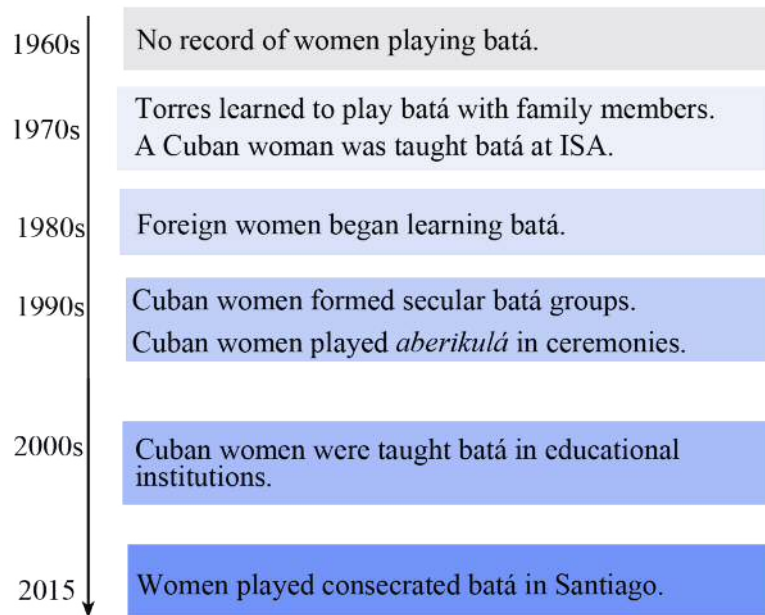 1960s
No record of women playing batá.
1970s
Torres learned to play batá with family members.
A Cuban woman was taught batá at ISA.
1980s
Foreign women began learning batá.
1990s
Cuban women formed secular batá groups.
Cuban women played aberikulá in ceremonies.
2000s
Cuban women were taught batá in educational
institutions.
2015
Women played consecrated batá in Santiago.